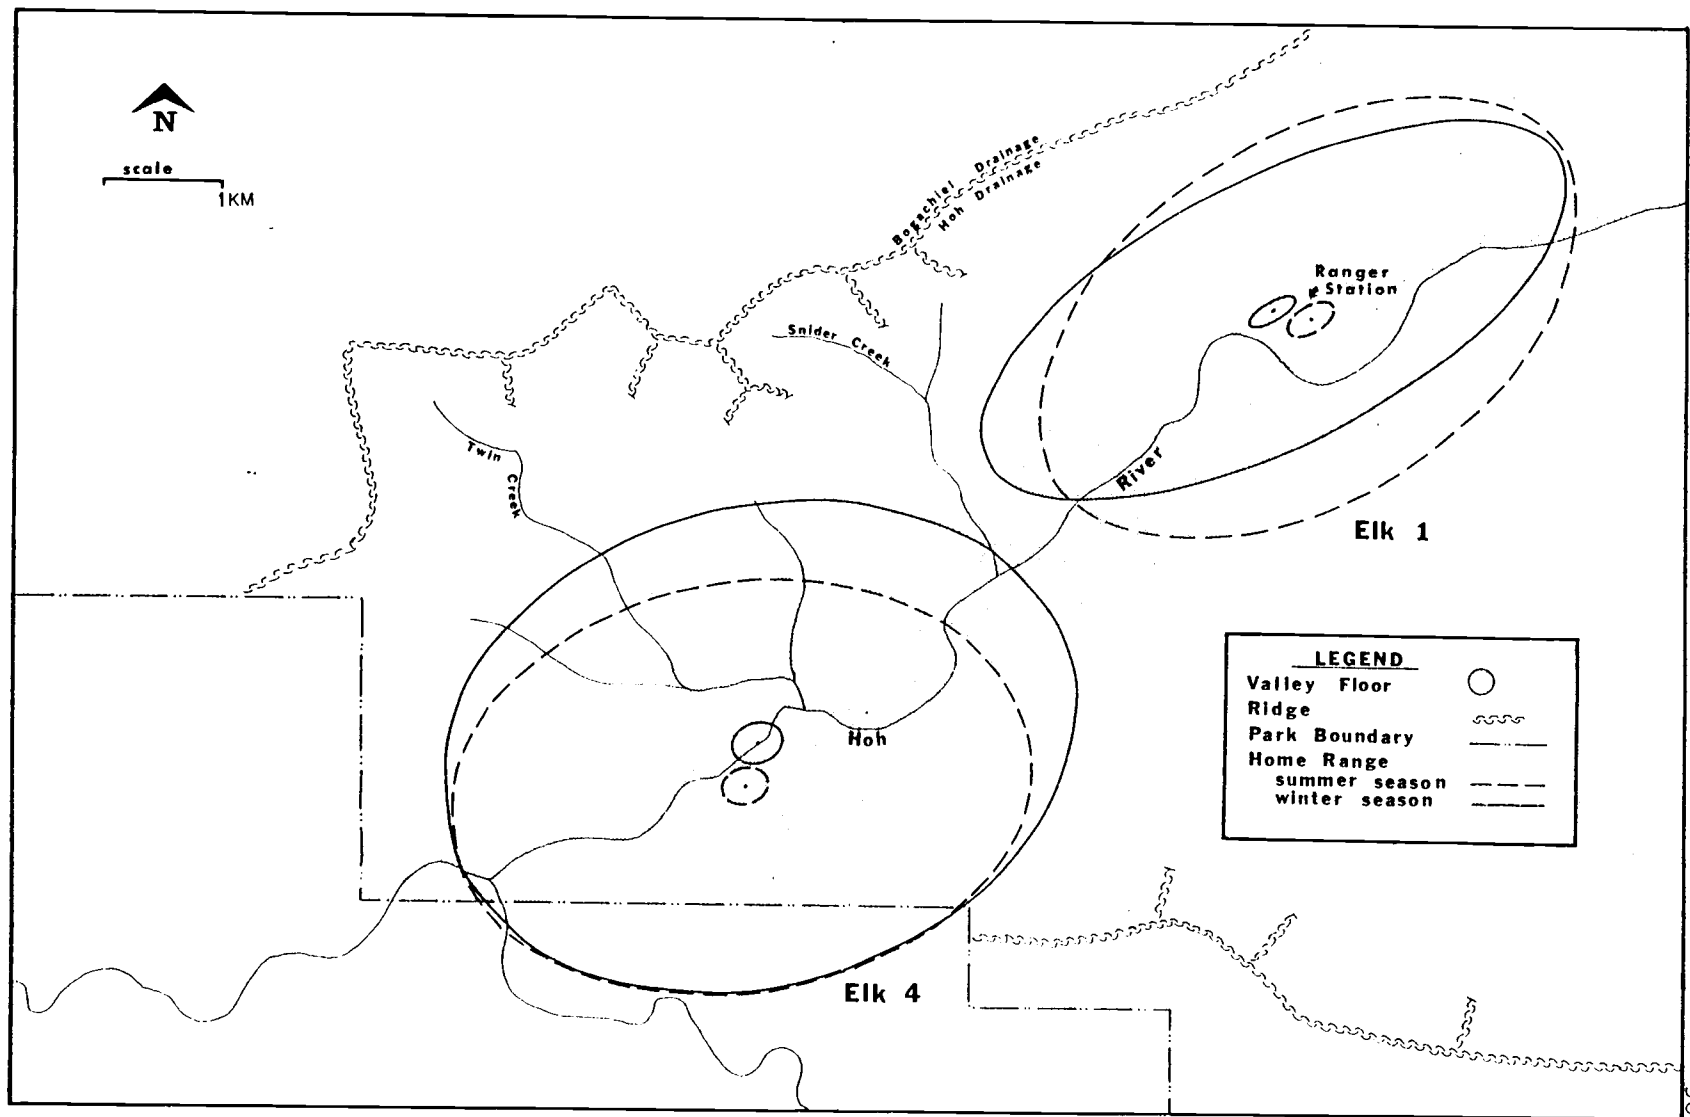 N
scale
1KM
Bogachiel Drainage
Hoh Drainage
Ranger
Station
Snider Creek
Twin
Creek
River
Elk 1
Hoh
Elk 4
LEGEND
Valley Floor
Ridge
Park Boundary
Home Range
summer season
winter season